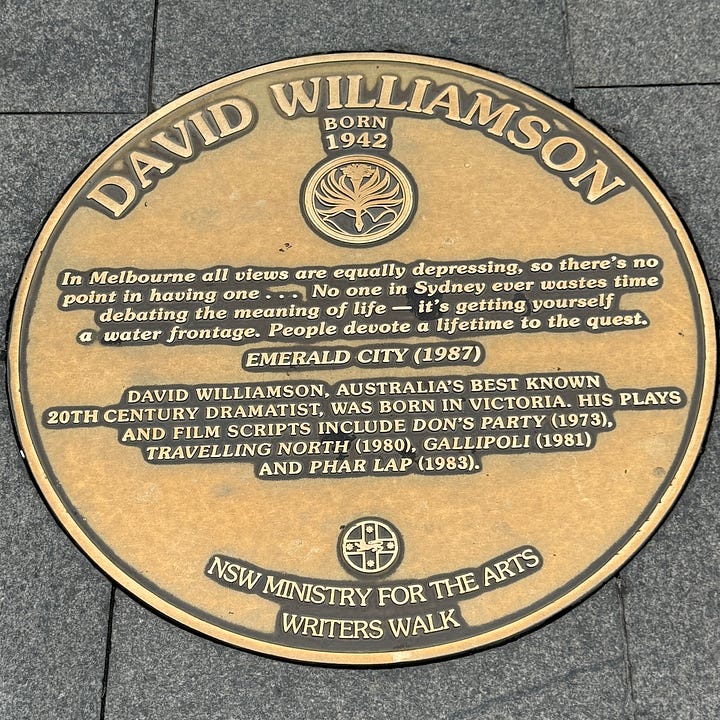 DAVID WILLIAMSON
BORN
1942
In Melbourne all views are equally depressing, so there's no
point in having one . . . No one in Sydney ever wastes time
debating the meaning of life — it's getting yourself
a water frontage. People devote a lifetime to the quest.
EMERALD CITY (1987)
DAVID WILLIAMSON, AUSTRALIA'S BEST KNOWN
20TH CENTURY DRAMATIST, WAS BORN IN VICTORIA. HIS PLAYS
AND FILM SCRIPTS INCLUDE DON'S PARTY (1973),
TRAVELLING NORTH (1980), GALLIPOLI (1981)
AND PHAR LAP (1983).
NSW MINISTRY FOR THE ARTS
WRITERS WALK